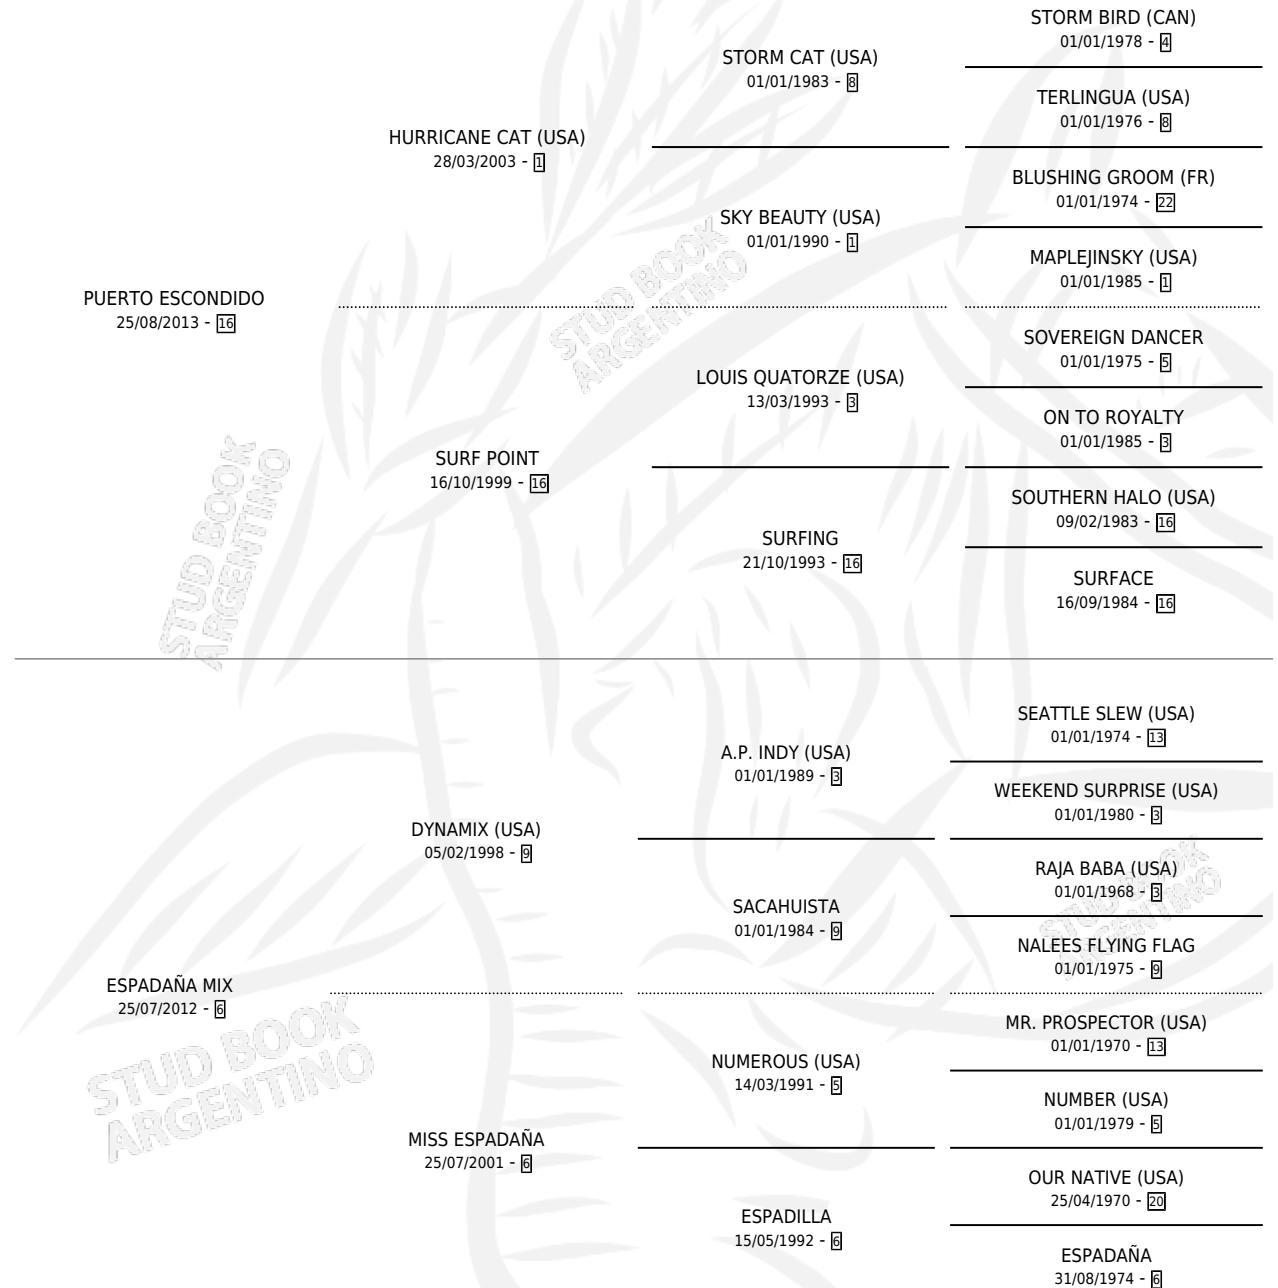 STORM BIRD (CAN)
01/01/1978 - 4
STORM CAT (USA)
01/01/1983 - 8
TERLINGUA (USA)
01/01/1976 - 8
HURRICANE CAT (USA)
28/03/2003 - 1
BLUSHING GROOM (FR)
01/01/1974 - 22
SKY BEAUTY (USA)
01/01/1990 - 1
MAPLEJINSKY (USA)
01/01/1985 - 1
PUERTO ESCONDIDO
25/08/2013 - 16
SOVEREIGN DANCER
01/01/1975 - 5
LOUIS QUATORZE (USA)
13/03/1993 - 3
ON TO ROYALTY
01/01/1985 - 3
SURF POINT
16/10/1999 - 16
SOUTHERN HALO (USA)
09/02/1983 - 16
SURFING
21/10/1993 - 16
SURFACE
16/09/1984 - 16
SEATTLE SLEW (USA)
01/01/1974 - 13
A.P. INDY (USA)
01/01/1989 - 3
WEEKEND SURPRISE (USA)
01/01/1980 - 3
DYNAMIX (USA)
05/02/1998 - 9
RAJA BABA (USA)
01/01/1968 - 3
SACAHUISTA
01/01/1984 - 9
NALEES FLYING FLAG
01/01/1975 - 9
ESPADAÑA MIX
25/07/2012 - 6
MR. PROSPECTOR (USA)
01/01/1970 - 13
NUMEROUS (USA)
14/03/1991 - 5
NUMBER (USA)
01/01/1979 - 5
MISS ESPADAÑA
25/07/2001 - 6
OUR NATIVE (USA)
25/04/1970 - 20
ESPADILLA
15/05/1992 - 6
ESPADAÑA
31/08/1974 - 6
STUD BOOK
ARGENTINO
STUD BOOK
ARGENTINO
STUD BOOK
ARGENTINO
STUD BOOK
ARGENTINO